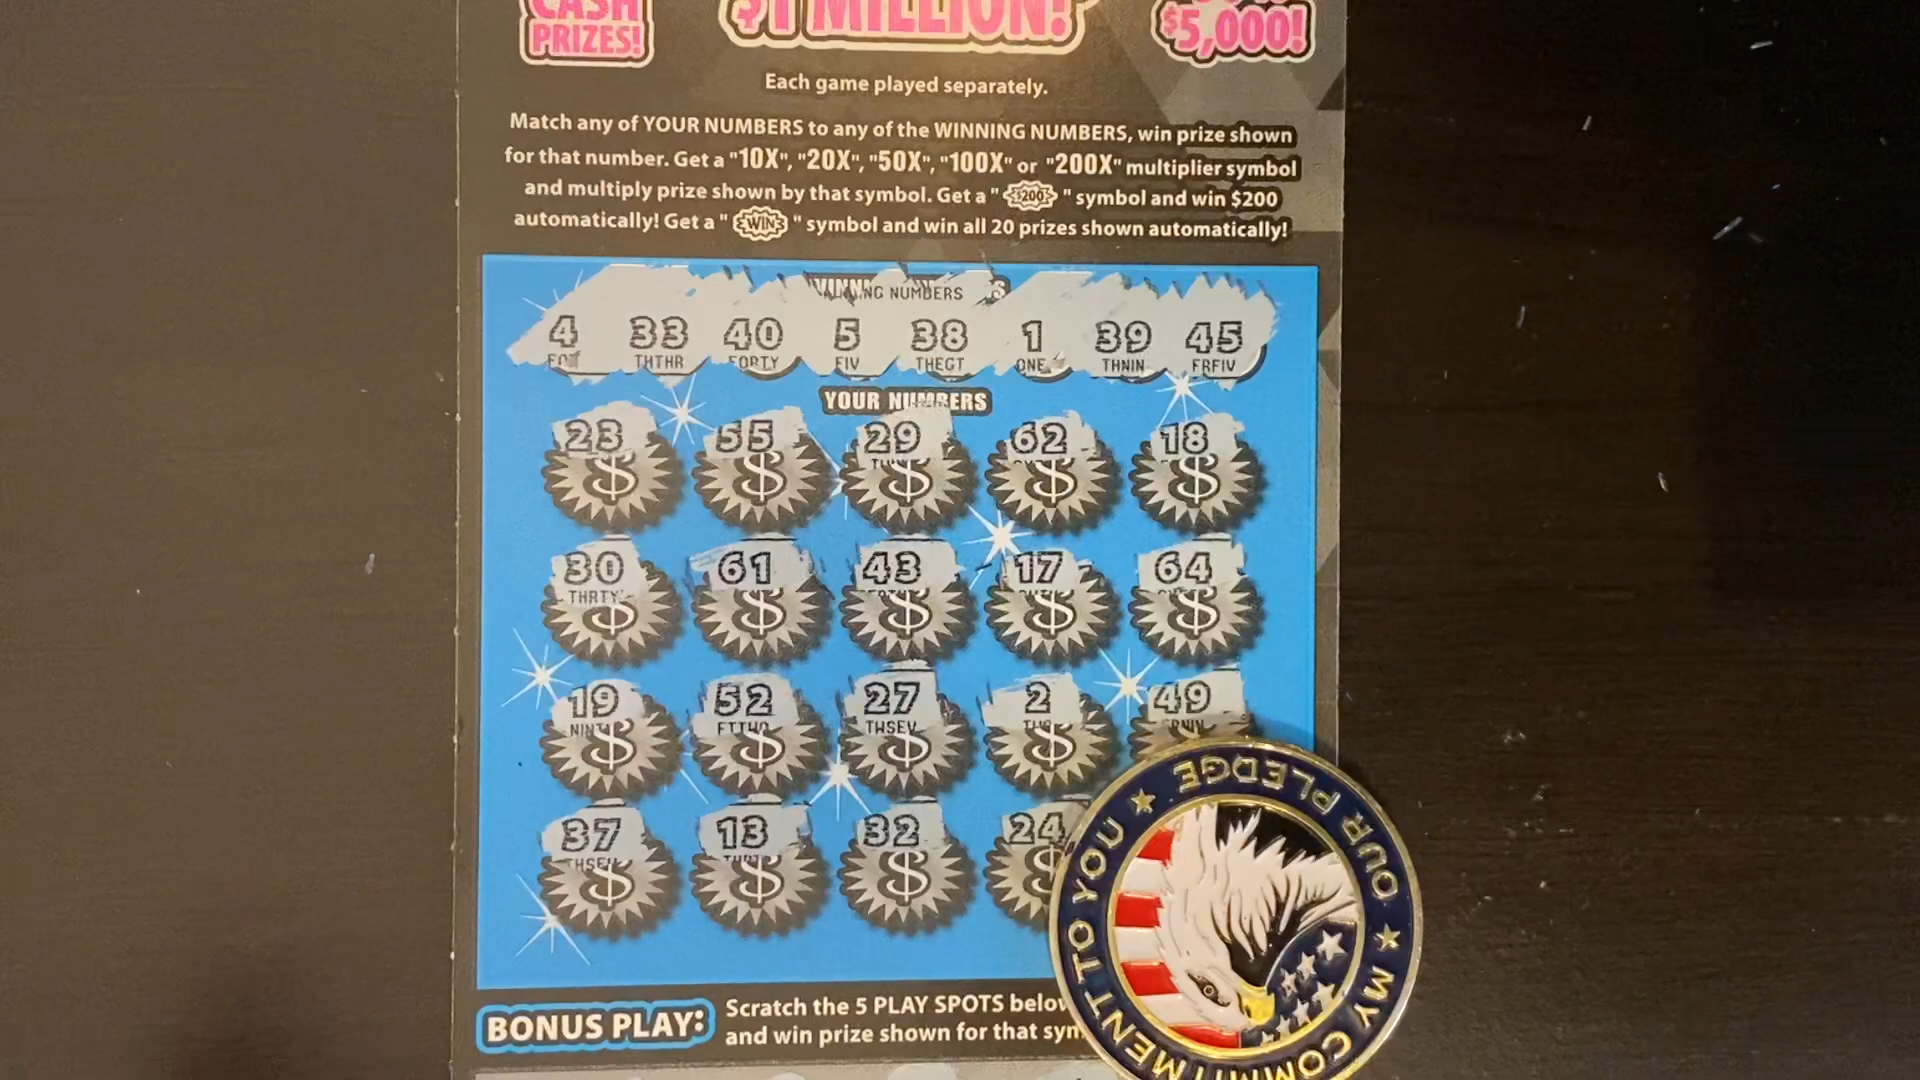 CASH
PRIZES!
$1 MILLION!
$5,000!
Each game played separately.
Match any of YOUR NUMBERS to any of the WINNING NUMBERS, win prize shown
for that number. Get a "10X", "20X", "50X", "100X" or "200X" multiplier symbol
and multiply prize shown by that symbol. Get a " $200 " symbol and win $200
automatically! Get a " WIN " symbol and win all 20 prizes shown automatically!
WINNING NUMBERS
4 33 40 5 38 1 39 45
THTHR FORTY FIV THEGT ONE THNIN FRFIV
YOUR NUMBERS
23 55 29 62 18
$ $ $ $ $
30 61 43 17 64
THRTY
$ $ $ $ $
19 52 27 2 49
FTTWO TWSEV
$ $ $ $
37 13 32 24
THSEV
$ $ $ $
BONUS PLAY:
Scratch the 5 PLAY SPOTS below
and win prize shown for that sym
OUR PLEDGE ★ MY COMMITMENT TO YOU ★